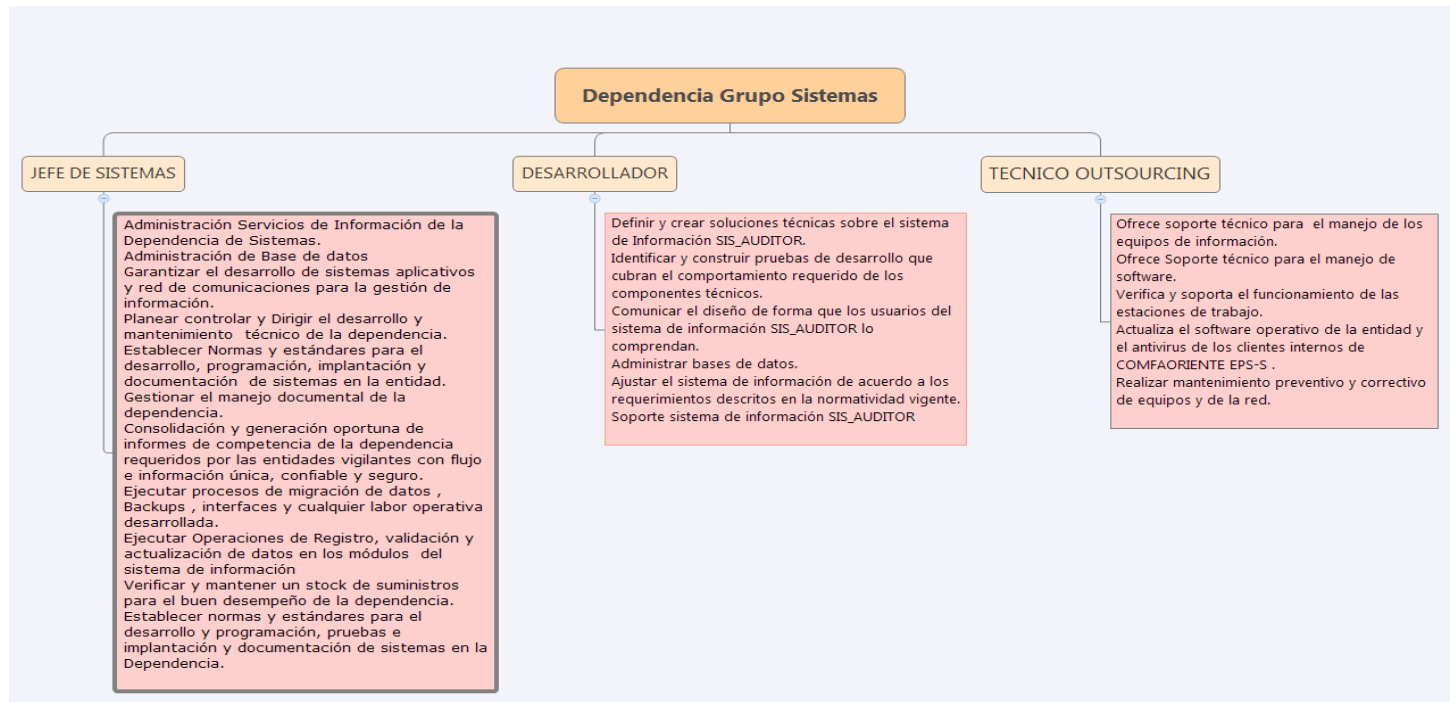 Dependencia Grupo Sistemas
JEFE DE SISTEMAS
Administración Servicios de Información de la
Dependencia de Sistemas.
Administración de Base de datos
Garantizar el desarrollo de sistemas aplicativos
y red de comunicaciones para la gestión de
información.
Planear controlar y Dirigir el desarrollo y
mantenimiento  técnico de la dependencia.
Establecer Normas y estándares para el
desarrollo, programación, implantación y
documentación  de sistemas en la entidad.
Gestionar el manejo documental de la
dependencia.
Consolidación y generación oportuna de
informes de competencia de la dependencia
requeridos por las entidades vigilantes con flujo
e información única, confiable y seguro.
Ejecutar procesos de migración de datos ,
Backups , interfaces y cualquier labor operativa
desarrollada.
Ejecutar Operaciones de Registro, validación y
actualización de datos en los módulos  del
sistema de información
Verificar y mantener un stock de suministros
para el buen desempeño de la dependencia.
Establecer normas y estándares para el
desarrollo y programación, pruebas e
implantación y documentación de sistemas en la
Dependencia.
DESARROLLADOR
Definir y crear soluciones técnicas sobre el sistema
de Información SIS_AUDITOR.
Identificar y construir pruebas de desarrollo que
cubran el comportamiento requerido de los
componentes técnicos.
Comunicar el diseño de forma que los usuarios del
sistema de información SIS_AUDITOR lo
comprendan.
Administrar bases de datos.
Ajustar el sistema de información de acuerdo a los
requerimientos descritos en la normatividad vigente.
Soporte sistema de información SIS_AUDITOR
TECNICO OUTSOURCING
Ofrece soporte técnico para  el manejo de los
equipos de información.
Ofrece Soporte técnico para el manejo de
software.
Verifica y soporta el funcionamiento de las
estaciones de trabajo.
Actualiza el software operativo de la entidad y
el antivirus de los clientes internos de
COMFAORIENTE EPS-S .
Realizar mantenimiento preventivo y correctivo
de equipos y de la red.